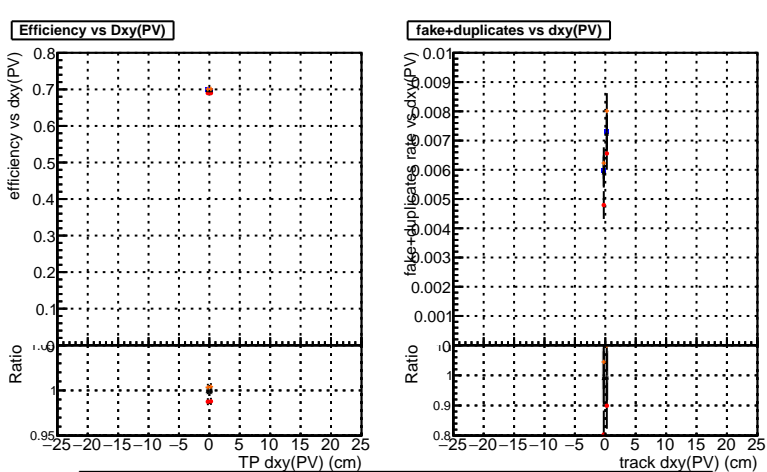 Efficiency vs Dxy(PV)
efficiency vs dxy(PV)
0.8
0.7
0.6
0.5
0.4
0.3
0.2
0.1
0
Ratio
1
0.95
−25 −20 −15 −10 −5 0 5 10 15 20 25
TP dxy(PV) (cm)
fake+duplicates vs dxy(PV)
fake+duplicates rate vs dxy(PV)
0.01
0.009
0.008
0.007
0.006
0.005
0.004
0.003
0.002
0.001
0
Ratio
1
0.9
0.8
−25 −20 −15 −10 −5 0 5 10 15 20 25
track dxy(PV) (cm)